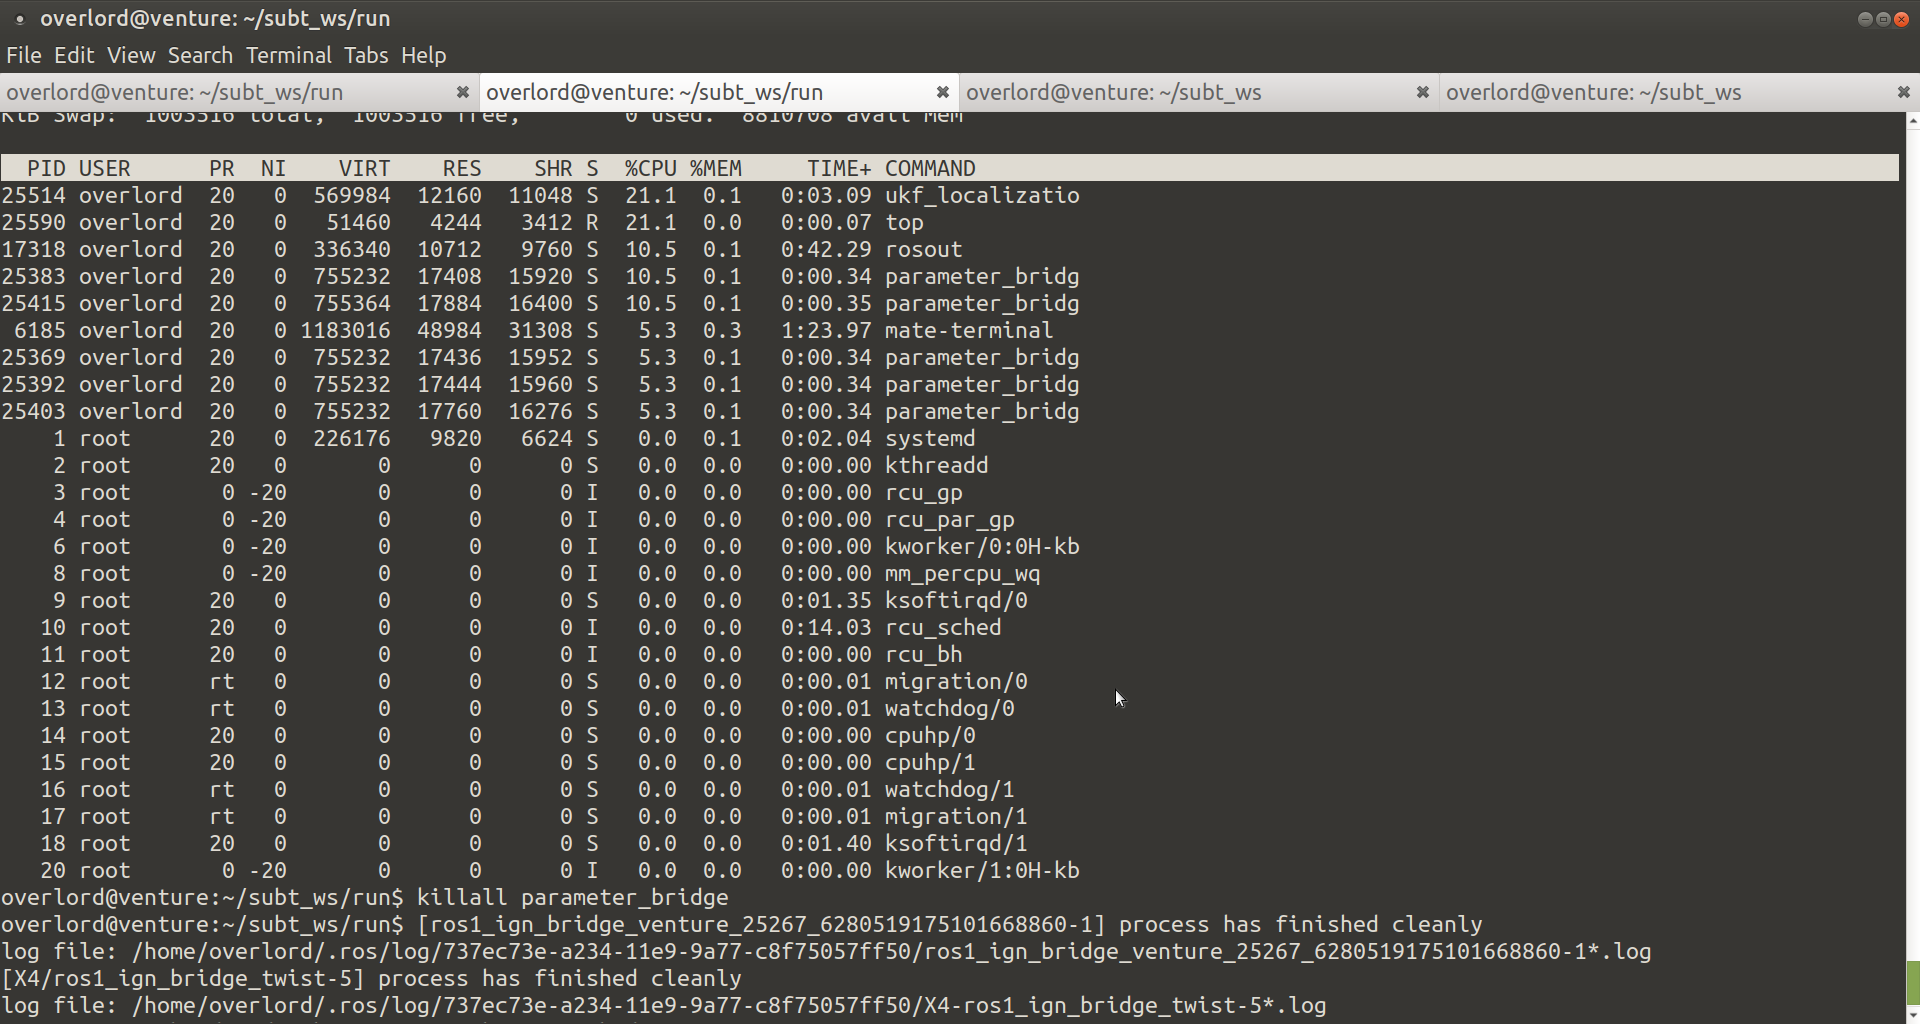 overlord@venture: ~/subt_ws/run
File Edit View Search Terminal Tabs Help
overlord@venture: ~/subt_ws/run overlord@venture: ~/subt_ws/run overlord@venture: ~/subt_ws overlord@venture: ~/subt_ws
KiB Swap: 1003516 total, 1003516 free, 0 used. 8810708 avail Mem
PID USER PR NI VIRT RES SHR S %CPU %MEM TIME+ COMMAND
25514 overlord 20 0 569984 12160 11048 S 21.1 0.1 0:03.09 ukf_localizatio
25590 overlord 20 0 51460 4244 3412 R 21.1 0.0 0:00.07 top
17318 overlord 20 0 336340 10712 9760 S 10.5 0.1 0:42.29 rosout
25383 overlord 20 0 755232 17408 15920 S 10.5 0.1 0:00.34 parameter_bridg
25415 overlord 20 0 755364 17884 16400 S 10.5 0.1 0:00.35 parameter_bridg
6185 overlord 20 0 1183016 48984 31308 S 5.3 0.3 1:23.97 mate-terminal
25369 overlord 20 0 755232 17436 15952 S 5.3 0.1 0:00.34 parameter_bridg
25392 overlord 20 0 755232 17444 15960 S 5.3 0.1 0:00.34 parameter_bridg
25403 overlord 20 0 755232 17760 16276 S 5.3 0.1 0:00.34 parameter_bridg
1 root 20 0 226176 9820 6624 S 0.0 0.1 0:02.04 systemd
2 root 20 0 0 0 0 S 0.0 0.0 0:00.00 kthreadd
3 root 0 -20 0 0 0 I 0.0 0.0 0:00.00 rcu_gp
4 root 0 -20 0 0 0 I 0.0 0.0 0:00.00 rcu_par_gp
6 root 0 -20 0 0 0 I 0.0 0.0 0:00.00 kworker/0:0H-kb
8 root 0 -20 0 0 0 I 0.0 0.0 0:00.00 mm_percpu_wq
9 root 20 0 0 0 0 S 0.0 0.0 0:01.35 ksoftirqd/0
10 root 20 0 0 0 0 I 0.0 0.0 0:14.03 rcu_sched
11 root 20 0 0 0 0 I 0.0 0.0 0:00.00 rcu_bh
12 root rt 0 0 0 0 S 0.0 0.0 0:00.01 migration/0
13 root rt 0 0 0 0 S 0.0 0.0 0:00.01 watchdog/0
14 root 20 0 0 0 0 S 0.0 0.0 0:00.00 cpuhp/0
15 root 20 0 0 0 0 S 0.0 0.0 0:00.00 cpuhp/1
16 root rt 0 0 0 0 S 0.0 0.0 0:00.01 watchdog/1
17 root rt 0 0 0 0 S 0.0 0.0 0:00.01 migration/1
18 root 20 0 0 0 0 S 0.0 0.0 0:01.40 ksoftirqd/1
20 root 0 -20 0 0 0 I 0.0 0.0 0:00.00 kworker/1:0H-kb
overlord@venture:~/subt_ws/run$ killall parameter_bridge
overlord@venture:~/subt_ws/run$ [ros1_ign_bridge_venture_25267_6280519175101668860-1] process has finished cleanly
log file: /home/overlord/.ros/log/737ec73e-a234-11e9-9a77-c8f75057ff50/ros1_ign_bridge_venture_25267_6280519175101668860-1*.log
[X4/ros1_ign_bridge_twist-5] process has finished cleanly
log file: /home/overlord/.ros/log/737ec73e-a234-11e9-9a77-c8f75057ff50/X4-ros1_ign_bridge_twist-5*.log